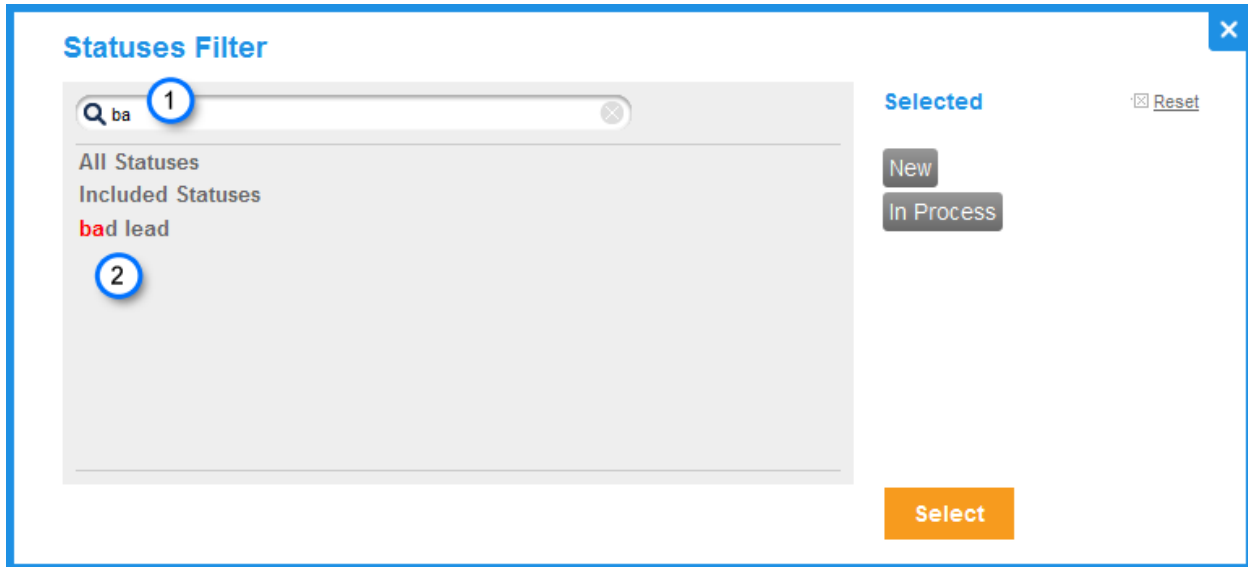 Statuses Filter
ba
1
All Statuses
Included Statuses
bad lead
2
Selected
Reset
New
In Process
Select